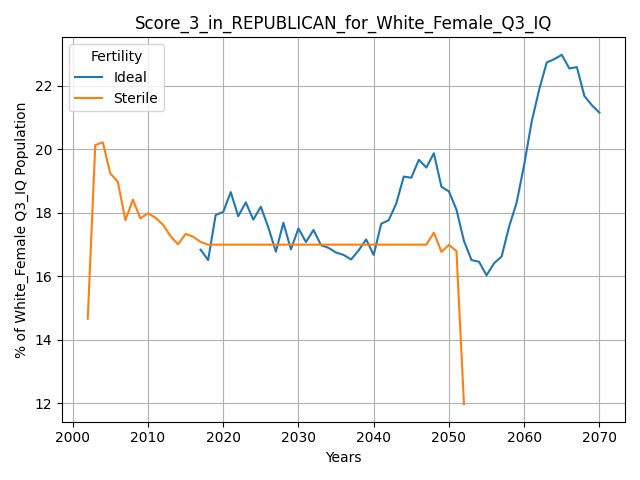 Score_3_in_REPUBLICAN_for_White_Female_Q3_IQ
Fertility
Ideal
Sterile
% of White_Female Q3_IQ Population
22
20
18
16
14
12
2000 2010 2020 2030 2040 2050 2060 2070
Years